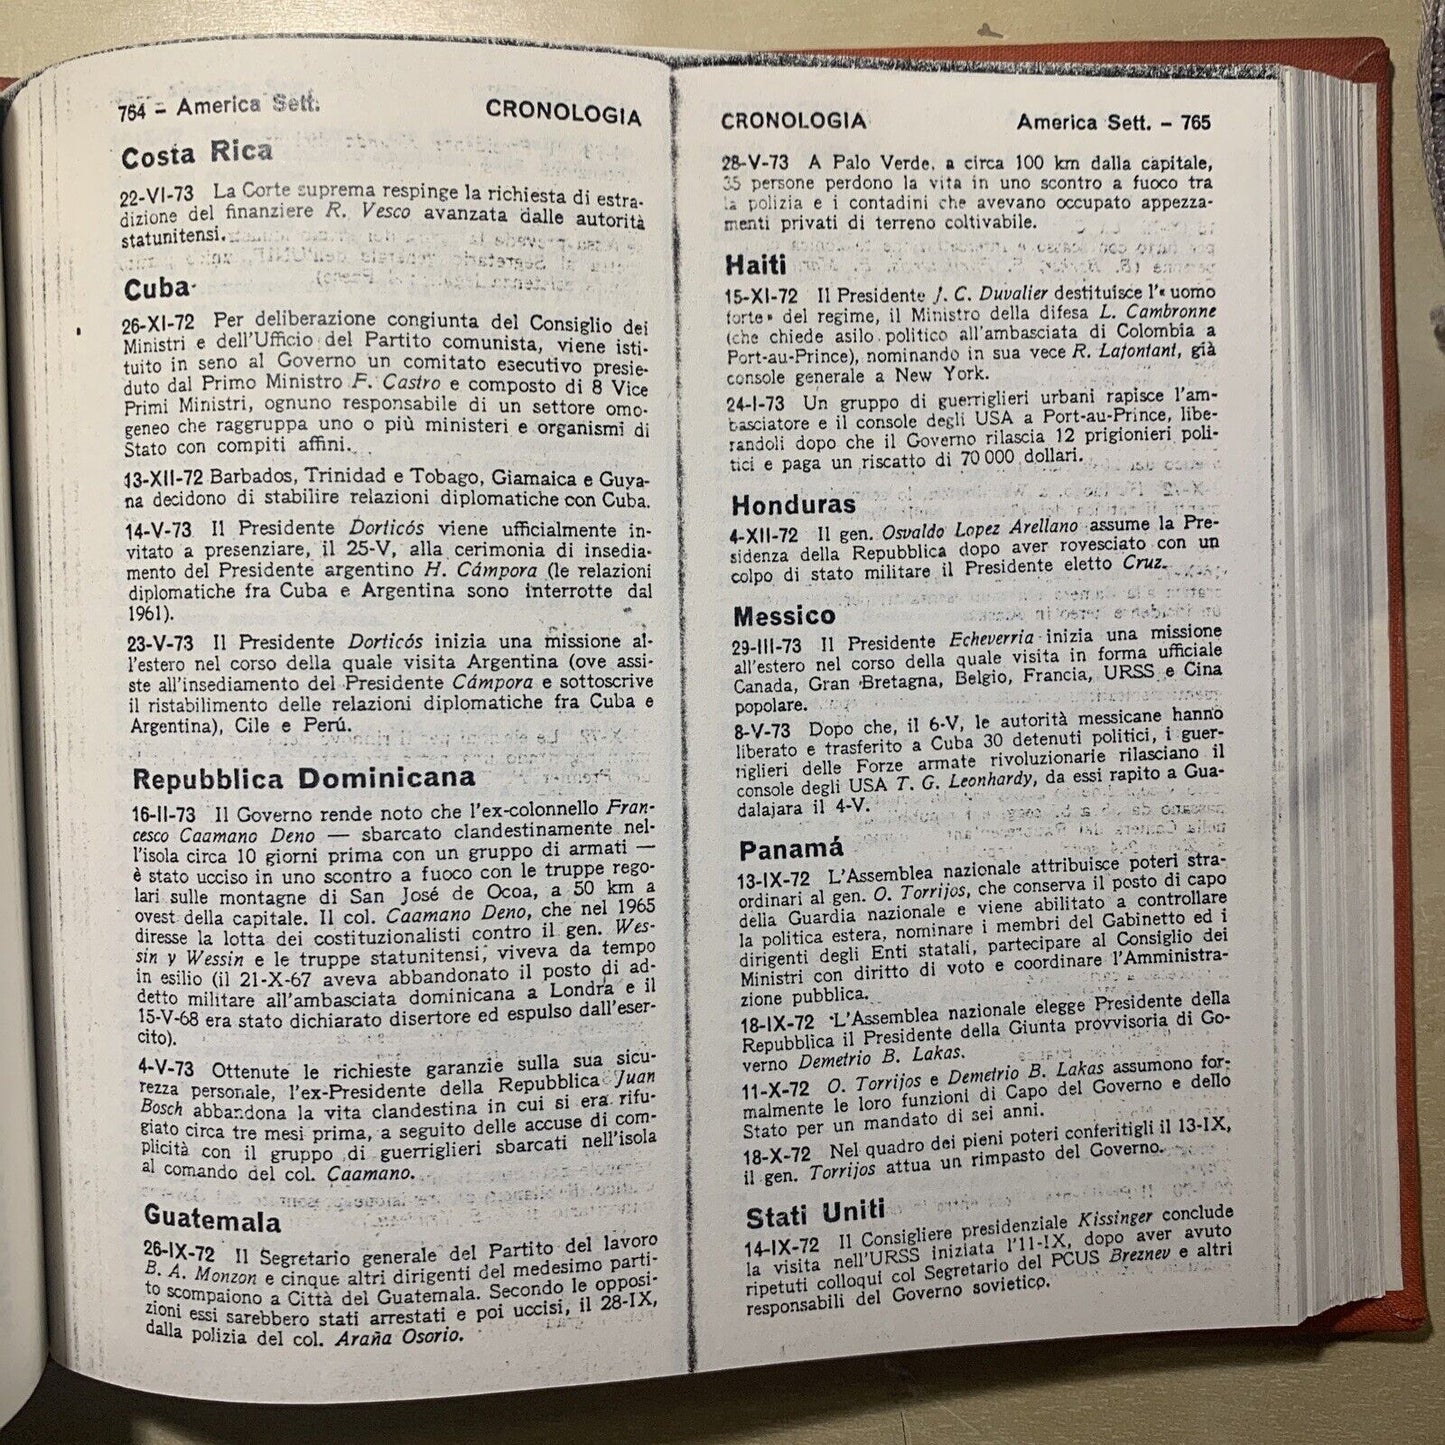 764 – America Sett.
CRONOLOGIA
Costa Rica
22-VI-73 La Corte suprema respinge la richiesta di estra-
dizione del finanziere R. Vesco avanzata dalle autorità
statunitensi.
Cuba
26-XI-72 Per deliberazione congiunta del Consiglio dei
Ministri e dell'Ufficio del Partito comunista, viene isti-
tuito in seno al Governo un comitato esecutivo presie-
duto dal Primo Ministro F. Castro e composto di 8 Vice
Primi Ministri, ognuno responsabile di un settore omo-
geneo che raggruppa uno o più ministeri e organismi di
Stato con compiti affini.
13-XII-72 Barbados, Trinidad e Tobago, Giamaica e Guya-
na decidono di stabilire relazioni diplomatiche con Cuba.
14-V-73 Il Presidente Dorticós viene ufficialmente in-
vitato a presenziare, il 25-V, alla cerimonia di insedia-
mento del Presidente argentino H. Cámpora (le relazioni
diplomatiche fra Cuba e Argentina sono interrotte dal
1961).
23-V-73 Il Presidente Dorticós inizia una missione al-
l'estero nel corso della quale visita Argentina (ove assi-
ste all'insediamento del Presidente Cámpora e sottoscrive
il ristabilimento delle relazioni diplomatiche fra Cuba e
Argentina), Cile e Perú.
Repubblica Dominicana
16-II-73 Il Governo rende noto che l'ex-colonnello Fran-
cesco Caamano Deno — sbarcato clandestinamente nel-
l'isola circa 10 giorni prima con un gruppo di armati —
è stato ucciso in uno scontro a fuoco con le truppe rego-
lari sulle montagne di San José de Ocoa, a 50 km a
ovest della capitale. Il col. Caamano Deno, che nel 1965
diresse la lotta dei costituzionalisti contro il gen. Wes-
sin y Wessin e le truppe statunitensi, viveva da tempo
in esilio (il 21-X-67 aveva abbandonato il posto di ad-
detto militare all'ambasciata dominicana a Londra e il
15-V-68 era stato dichiarato disertore ed espulso dall'eser-
cito).
4-V-73 Ottenute le richieste garanzie sulla sua sicu-
rezza personale, l'ex-Presidente della Repubblica Juan
Bosch abbandona la vita clandestina in cui si era rifu-
giato circa tre mesi prima, a seguito delle accuse di com-
plicità con il gruppo di guerriglieri sbarcati nell'isola
al comando del col. Caamano.
Guatemala
26-IX-72 Il Segretario generale del Partito del lavoro
B. A. Monzon e cinque altri dirigenti del medesimo parti-
to scompaiono a Città del Guatemala. Secondo le opposi-
zioni essi sarebbero stati arrestati e poi uccisi, il 28-IX,
dalla polizia del col. Araña Osorio.
CRONOLOGIA
America Sett. – 765
28-V-73 A Palo Verde, a circa 100 km dalla capitale,
35 persone perdono la vita in uno scontro a fuoco tra
la polizia e i contadini che avevano occupato appezza-
menti privati di terreno coltivabile.
Haiti
15-XI-72 Il Presidente J. C. Duvalier destituisce l'« uomo
forte » del regime, il Ministro della difesa L. Cambronne
(che chiede asilo politico all'ambasciata di Colombia a
Port-au-Prince), nominando in sua vece R. Lafontant, già
console generale a New York.
24-I-73 Un gruppo di guerriglieri urbani rapisce l'am-
basciatore e il console degli USA a Port-au-Prince, libe-
randoli dopo che il Governo rilascia 12 prigionieri poli-
tici e paga un riscatto di 70 000 dollari.
Honduras
4-XII-72 Il gen. Osvaldo Lopez Arellano assume la Pre-
sidenza della Repubblica dopo aver rovesciato con un
colpo di stato militare il Presidente eletto Cruz.
Messico
29-III-73 Il Presidente Echeverria inizia una missione
all'estero nel corso della quale visita in forma ufficiale
Canada, Gran Bretagna, Belgio, Francia, URSS e Cina
popolare.
8-V-73 Dopo che, il 6-V, le autorità messicane hanno
liberato e trasferito a Cuba 30 detenuti politici, i guer-
riglieri delle Forze armate rivoluzionarie rilasciano il
console degli USA T. G. Leonhardy, da essi rapito a Gua-
dalajara il 4-V.
Panamá
13-IX-72 L'Assemblea nazionale attribuisce poteri stra-
ordinari al gen. O. Torrijos, che conserva il posto di capo
della Guardia nazionale e viene abilitato a controllare
la politica estera, nominare i membri del Gabinetto ed i
dirigenti degli Enti statali, partecipare al Consiglio dei
Ministri con diritto di voto e coordinare l'Amministra-
zione pubblica.
18-IX-72 L'Assemblea nazionale elegge Presidente della
Repubblica il Presidente della Giunta provvisoria di Go-
verno Demetrio B. Lakas.
11-X-72 O. Torrijos e Demetrio B. Lakas assumono for-
malmente le loro funzioni di Capo del Governo e dello
Stato per un mandato di sei anni.
18-X-72 Nel quadro dei pieni poteri conferitigli il 13-IX,
il gen. Torrijos attua un rimpasto del Governo.
Stati Uniti
14-IX-72 Il Consigliere presidenziale Kissinger conclude
la visita nell'URSS iniziata l'11-IX, dopo aver avuto
ripetuti colloqui col Segretario del PCUS Breznev e altri
responsabili del Governo sovietico.